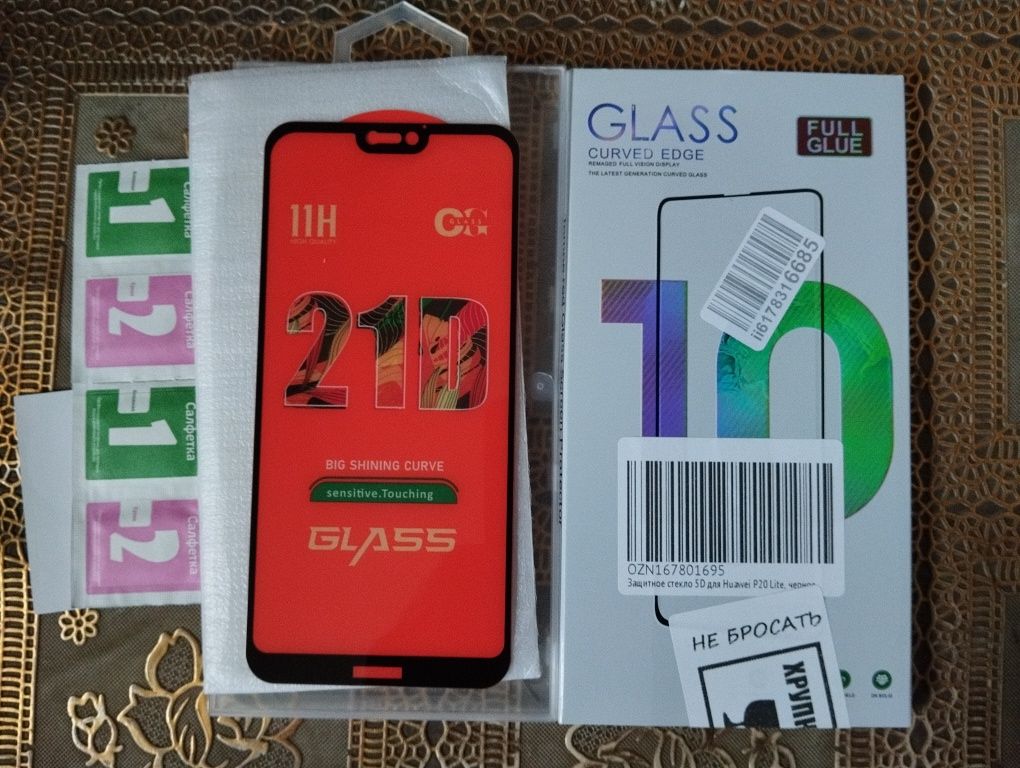 GLASS
CURVED EDGE
REMAGED FULL VISION DISPLAY
THE LATEST GENERATION CURVED GLASS
FULL
GLUE
10
li6178316685
OZN167801695
Защитное стекло 5D для Huawei P20 Lite, черное
НЕ БРОСАТЬ
11H
HIGH QUALITY
OG
GLASS
21D
BIG SHINING CURVE
sensitive.Touching
GLASS
1
Салфетка
2
Салфетка
1
Салфетка
2
Салфетка